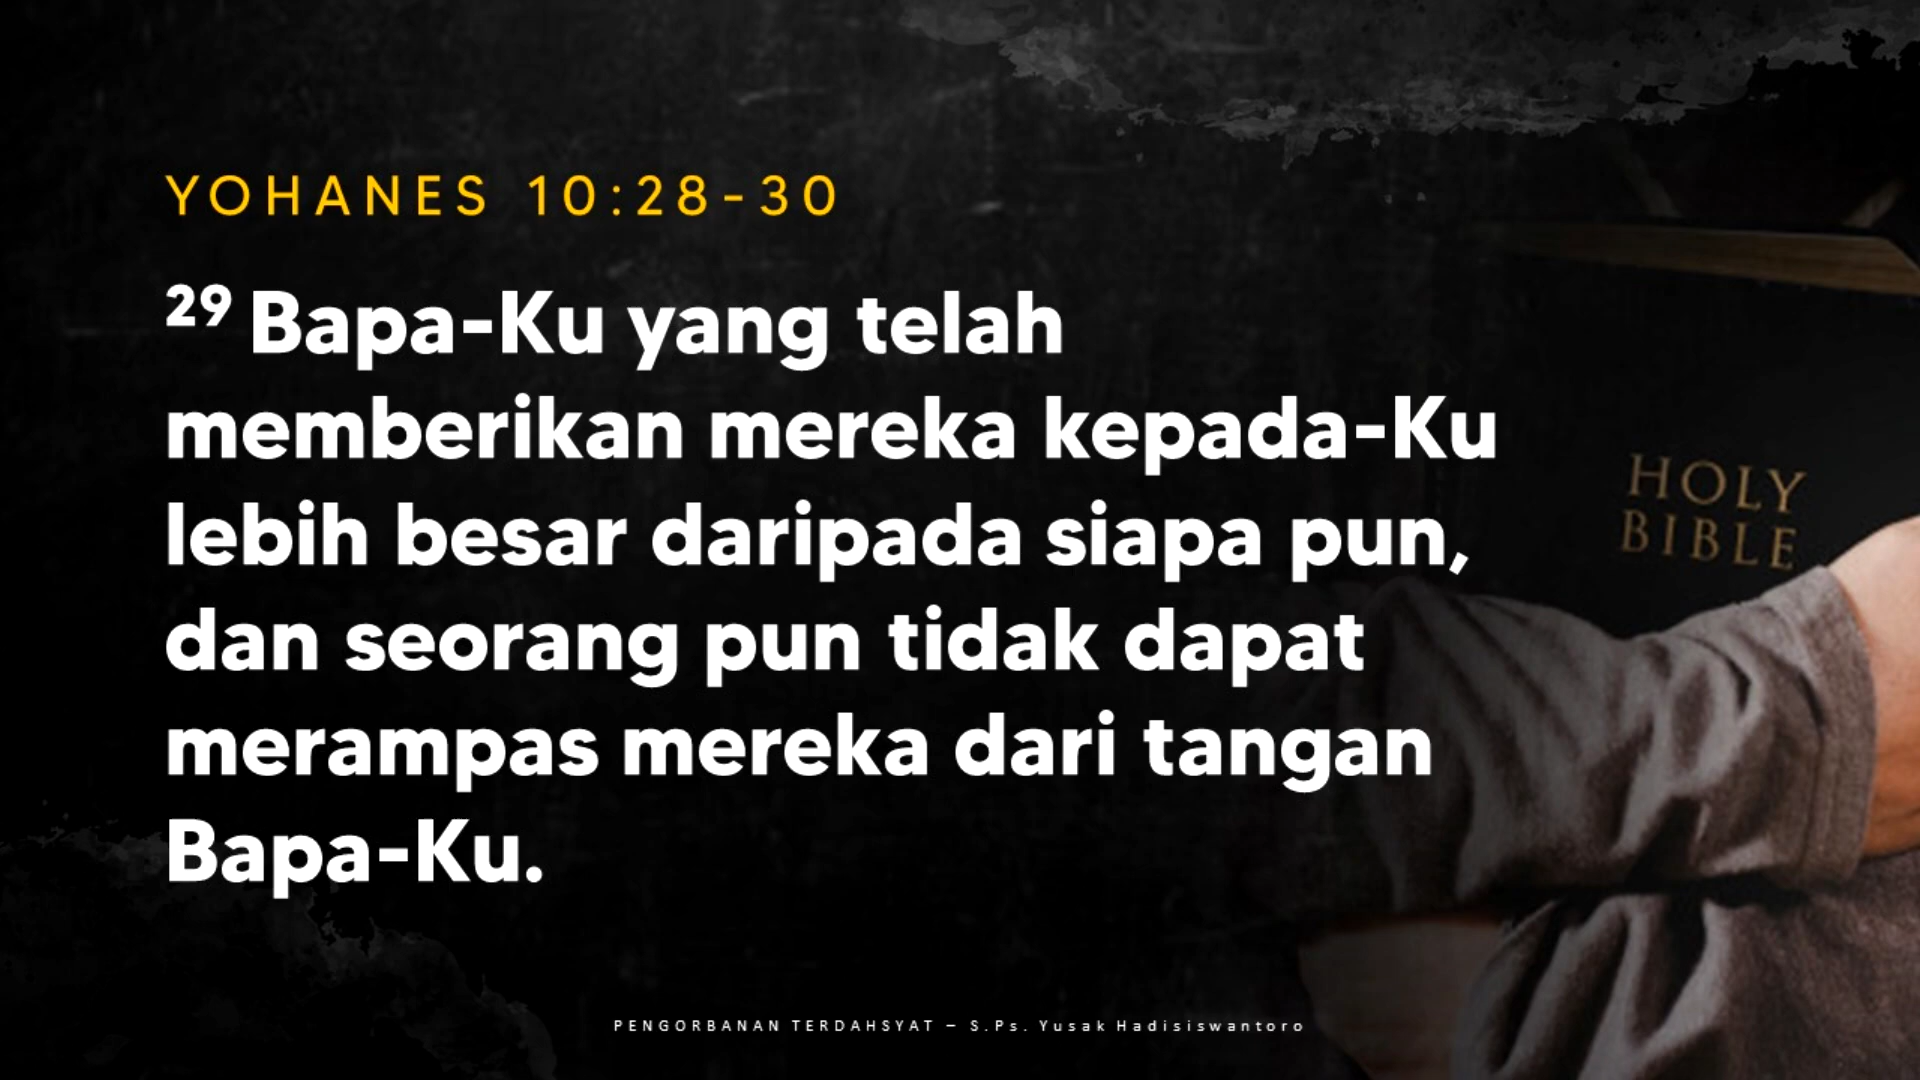 YOHANES 10:28-30
29 Bapa-Ku yang telah
memberikan mereka kepada-Ku
lebih besar daripada siapa pun,
dan seorang pun tidak dapat
merampas mereka dari tangan
Bapa-Ku.
HOLY
BIBLE
PENGORBANAN TERDAHSYAT – S.Ps. Yusak Hadisiswantoro